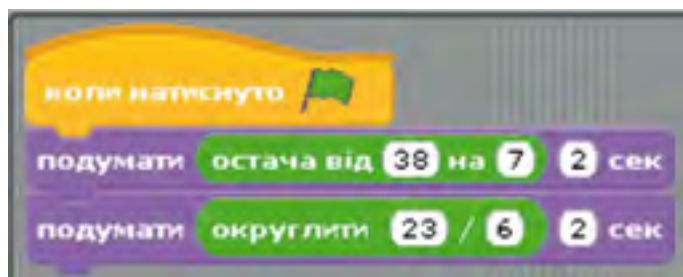 коли натиснуто
подумати остача від 38 на 7 2 сек
подумати округлити 23 / 6 2 сек